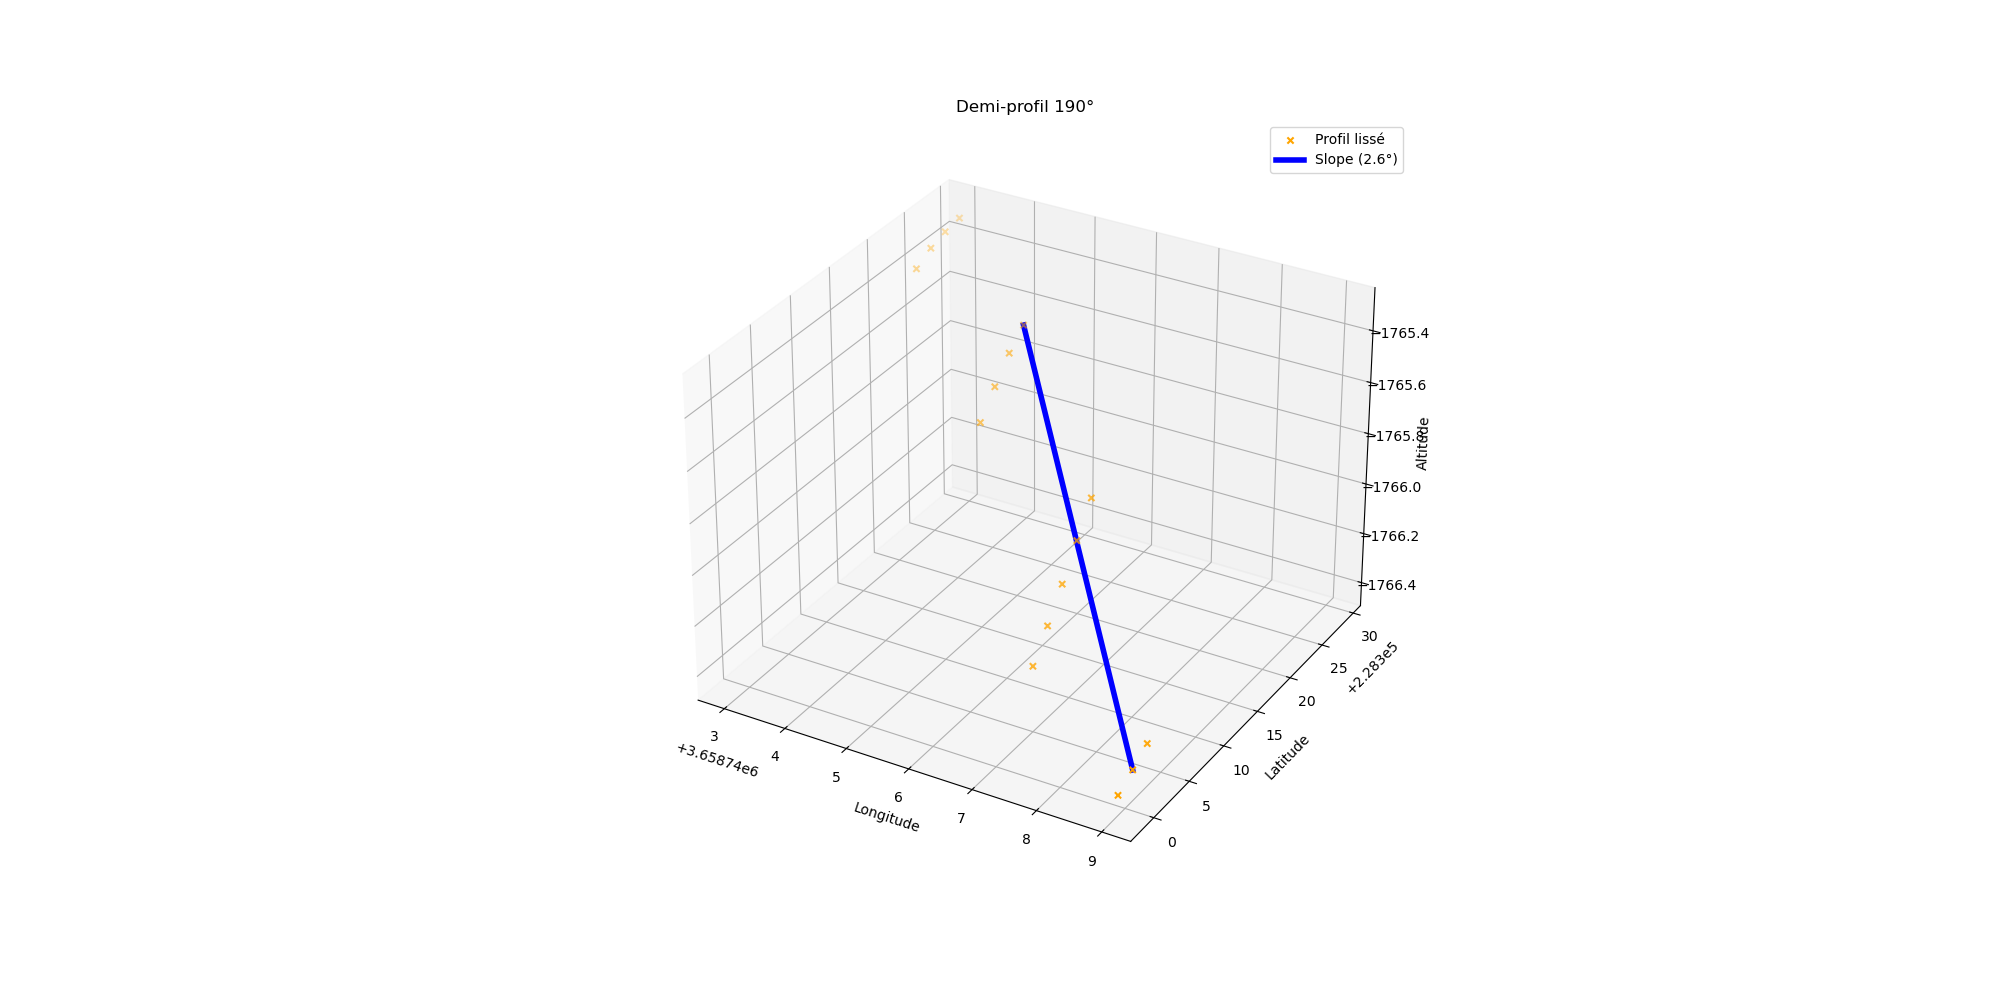 Demi-profil 190°
Profil lissé
Slope (2.6°)
−1765.4
−1765.6
−1765.8
−1766.0
−1766.2
−1766.4
Altitude
30
25
20
15
10
5
0
+2.283e5
Latitude
3
4
5
6
7
8
9
+3.65874e6
Longitude